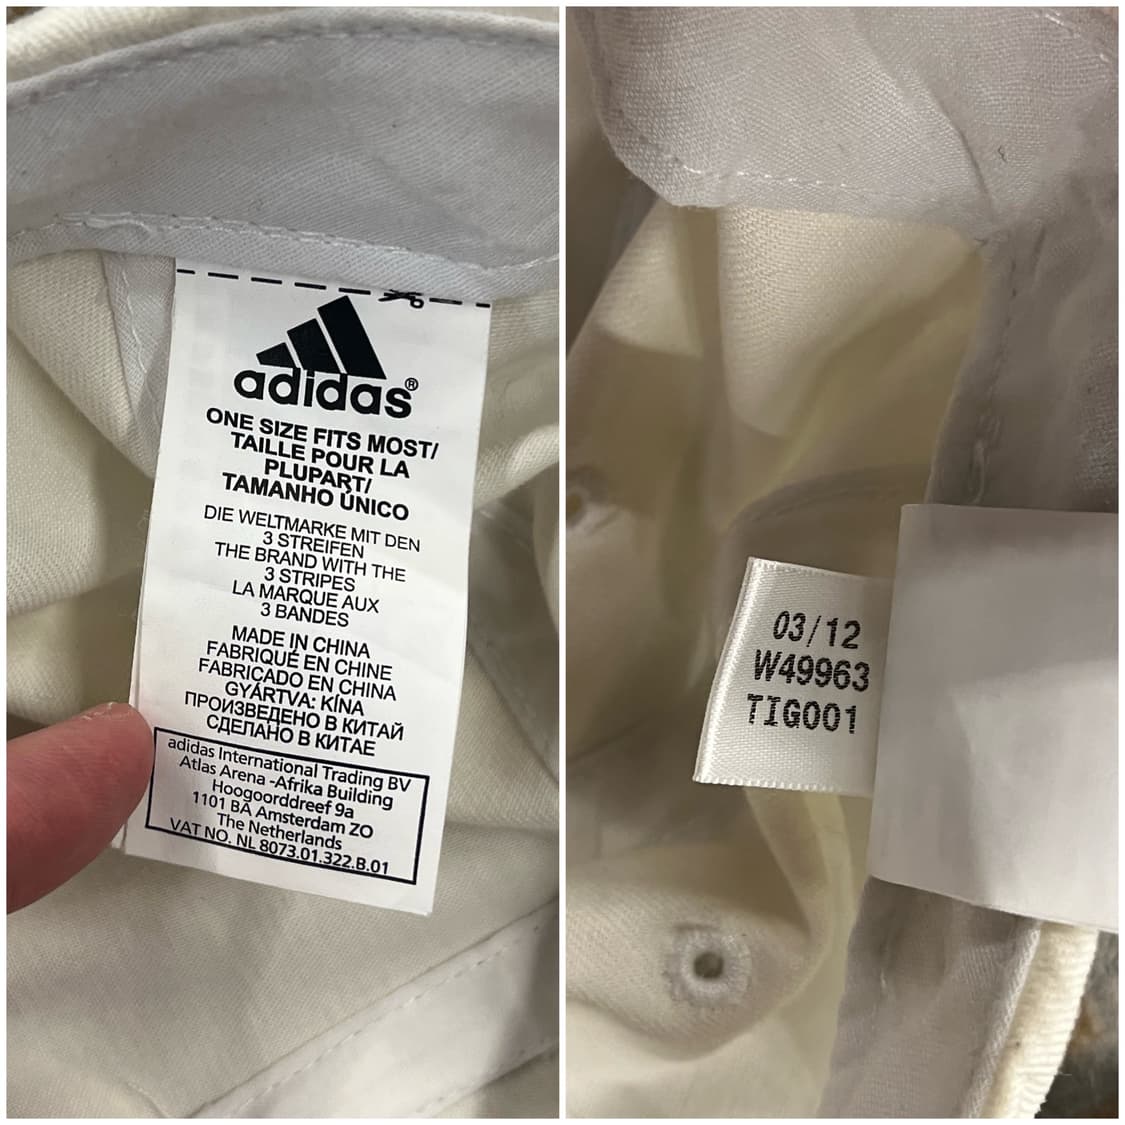 adidas®
ONE SIZE FITS MOST/
TAILLE POUR LA
PLUPART/
TAMANHO ÚNICO
DIE WELTMARKE MIT DEN
3 STREIFEN
THE BRAND WITH THE
3 STRIPES
LA MARQUE AUX
3 BANDES
MADE IN CHINA
FABRIQUÉ EN CHINE
FABRICADO EN CHINA
GYÁRTVA: KÍNA
ПРОИЗВЕДЕНО В КИТАЙ
СДЕЛАНО В КИТАЕ
adidas International Trading BV
Atlas Arena -Afrika Building
Hoogoorddreef 9a
1101 BA Amsterdam ZO
The Netherlands
VAT NO. NL 8073.01.322.B.01
03/12
W49963
TIG001